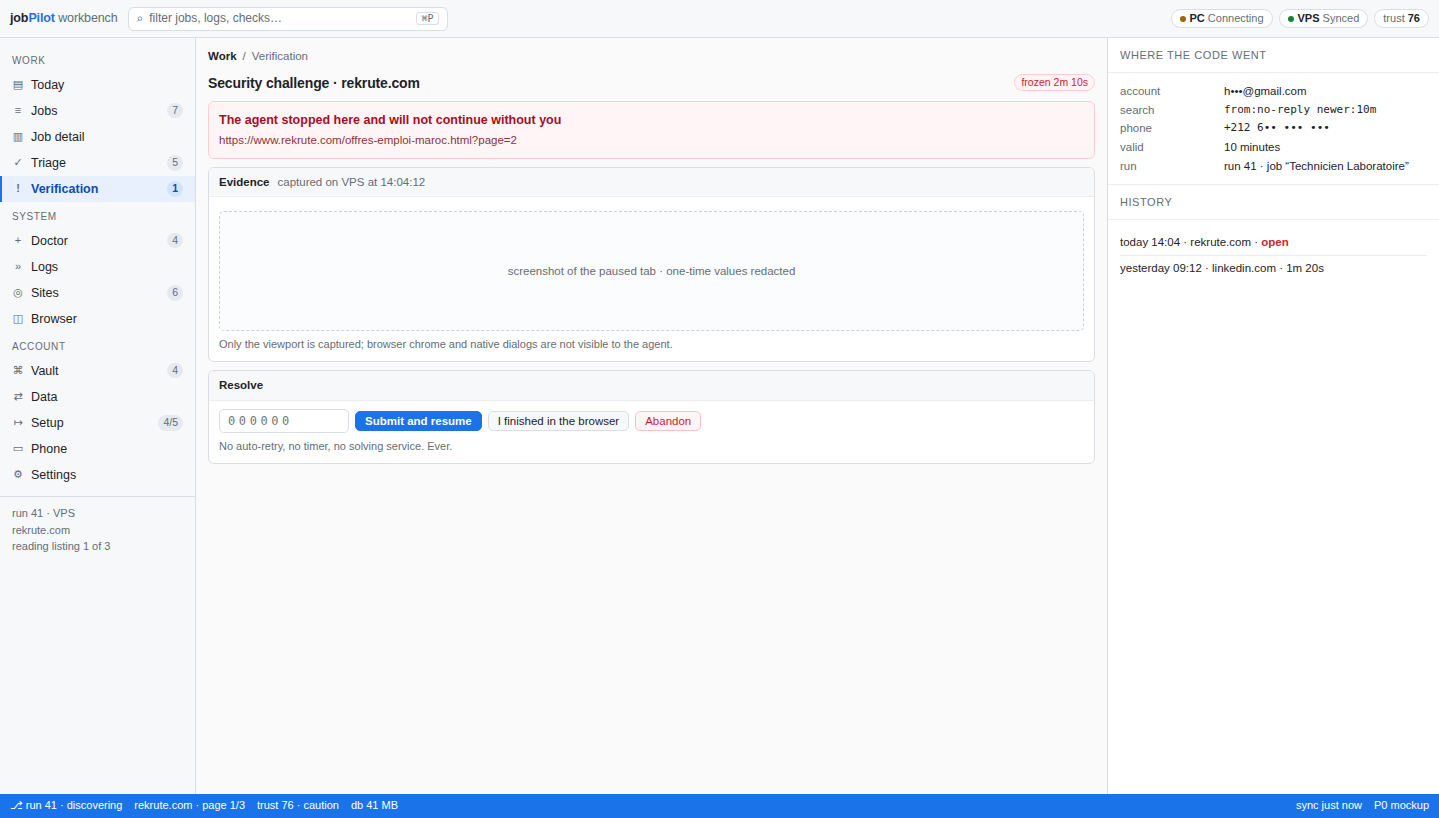 jobPilot workbench
filter jobs, logs, checks…
⌘P
PC Connecting
VPS Synced
trust 76
WORK
Today
Jobs 7
Job detail
Triage 5
Verification 1
SYSTEM
Doctor 4
Logs
Sites 6
Browser
ACCOUNT
Vault 4
Data
Setup 4/5
Phone
Settings
run 41 · VPS
rekrute.com
reading listing 1 of 3
Work / Verification
Security challenge · rekrute.com
frozen 2m 10s
The agent stopped here and will not continue without you
https://www.rekrute.com/offres-emploi-maroc.html?page=2
Evidence captured on VPS at 14:04:12
screenshot of the paused tab · one-time values redacted
Only the viewport is captured; browser chrome and native dialogs are not visible to the agent.
Resolve
000000
Submit and resume
I finished in the browser
Abandon
No auto-retry, no timer, no solving service. Ever.
WHERE THE CODE WENT
account h•••@gmail.com
search from:no-reply newer:10m
phone +212 6•• ••• •••
valid 10 minutes
run run 41 · job “Technicien Laboratoire”
HISTORY
today 14:04 · rekrute.com · open
yesterday 09:12 · linkedin.com · 1m 20s
run 41 · discovering rekrute.com · page 1/3 trust 76 · caution db 41 MB
sync just now P0 mockup